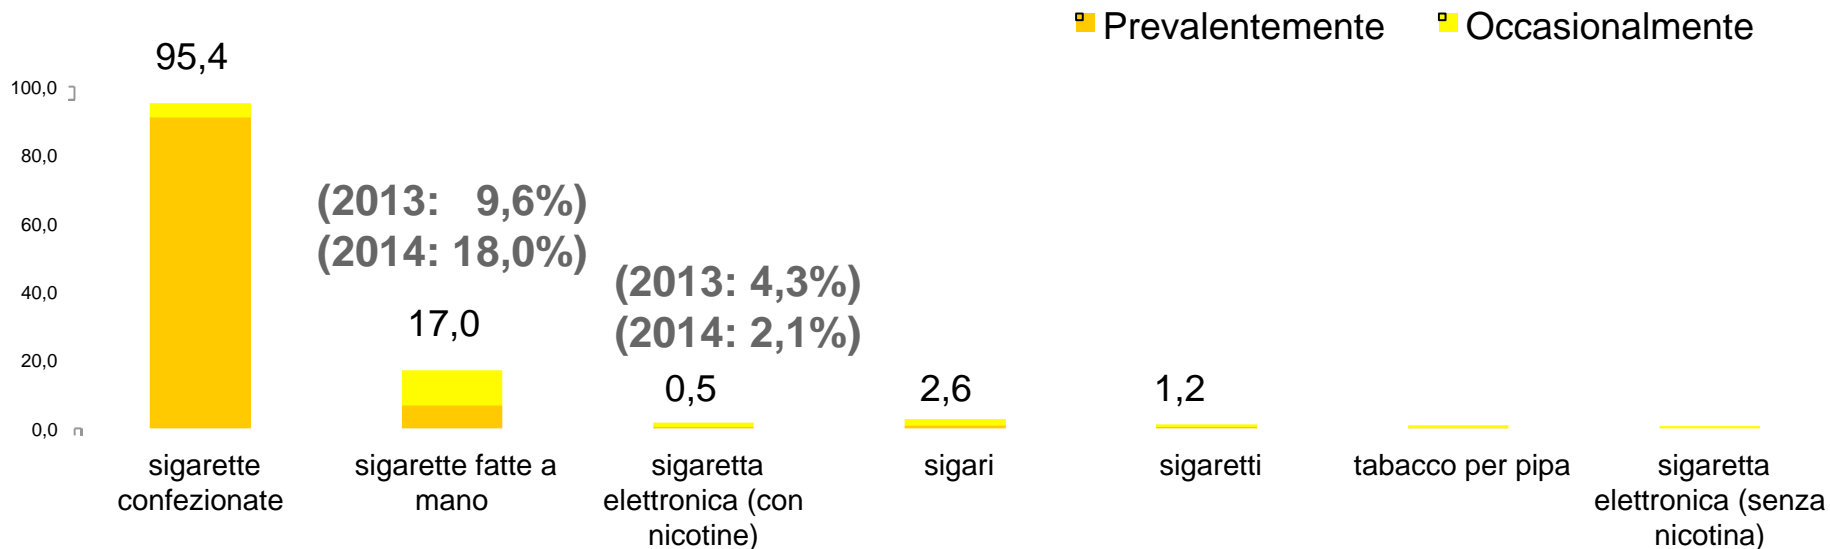 Prevalentemente
Occasionalmente
95,4
100,0
80,0
60,0
40,0
20,0
0,0
(2013: 9,6%)
(2014: 18,0%)
17,0
(2013: 4,3%)
(2014: 2,1%)
0,5
2,6
1,2
sigarette
confezionate
sigarette fatte a
mano
sigaretta
elettronica (con
nicotine)
sigari
sigaretti
tabacco per pipa
sigaretta
elettronica (senza
nicotina)